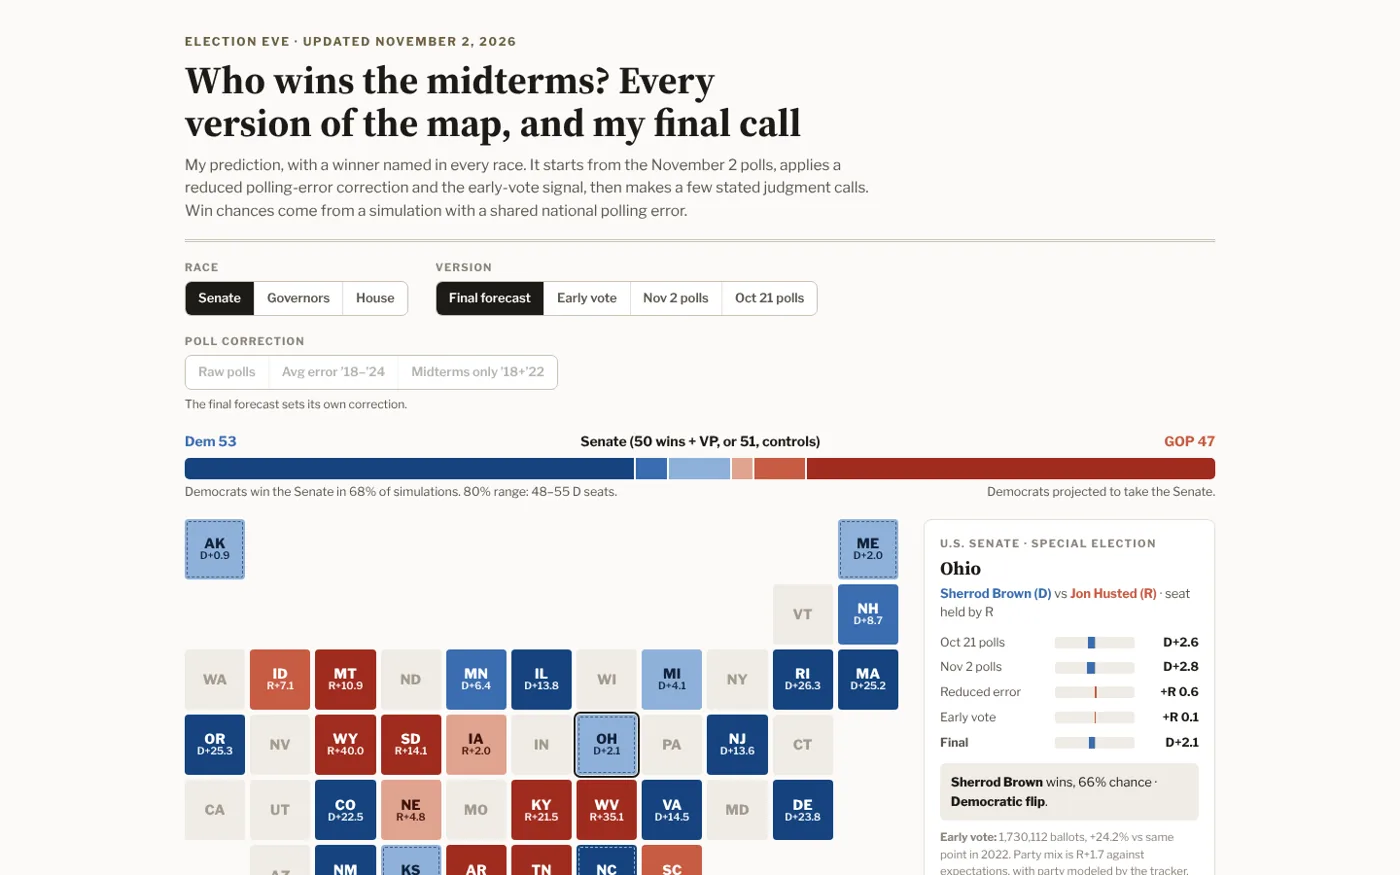 ELECTION EVE · UPDATED NOVEMBER 2, 2026
Who wins the midterms? Every
version of the map, and my final call
My prediction, with a winner named in every race. It starts from the November 2 polls, applies a
reduced polling-error correction and the early-vote signal, then makes a few stated judgment calls.
Win chances come from a simulation with a shared national polling error.
RACE
Senate Governors House
VERSION
Final forecast Early vote Nov 2 polls Oct 21 polls
POLL CORRECTION
Raw polls Avg error '18–'24 Midterms only '18+'22
The final forecast sets its own correction.
Dem 53 Senate (50 wins + VP, or 51, controls) GOP 47
Democrats win the Senate in 68% of simulations. 80% range: 48–55 D seats. Democrats projected to take the Senate.
AK
D+0.9
ME
D+2.0
VT
NH
D+8.7
WA
ID
R+7.1
MT
R+10.9
ND
MN
D+6.4
IL
D+13.8
WI
MI
D+4.1
NY
RI
D+26.3
MA
D+25.2
OR
D+25.3
NV
WY
R+40.0
SD
R+14.1
IA
R+2.0
IN
OH
D+2.1
PA
NJ
D+13.6
CT
CA
UT
CO
D+22.5
NE
R+4.8
MO
KY
R+21.5
WV
R+35.1
VA
D+14.5
MD
DE
D+23.8
AZ
NM
KS
AR
TN
NC
SC
U.S. SENATE · SPECIAL ELECTION
Ohio
Sherrod Brown (D) vs Jon Husted (R) · seat
held by R
Oct 21 polls D+2.6
Nov 2 polls D+2.8
Reduced error +R 0.6
Early vote +R 0.1
Final D+2.1
Sherrod Brown wins, 66% chance ·
Democratic flip.
Early vote: 1,730,112 ballots, +24.2% vs same
point in 2022. Party mix is R+1.7 against
expectations, with party modeled by the tracker.